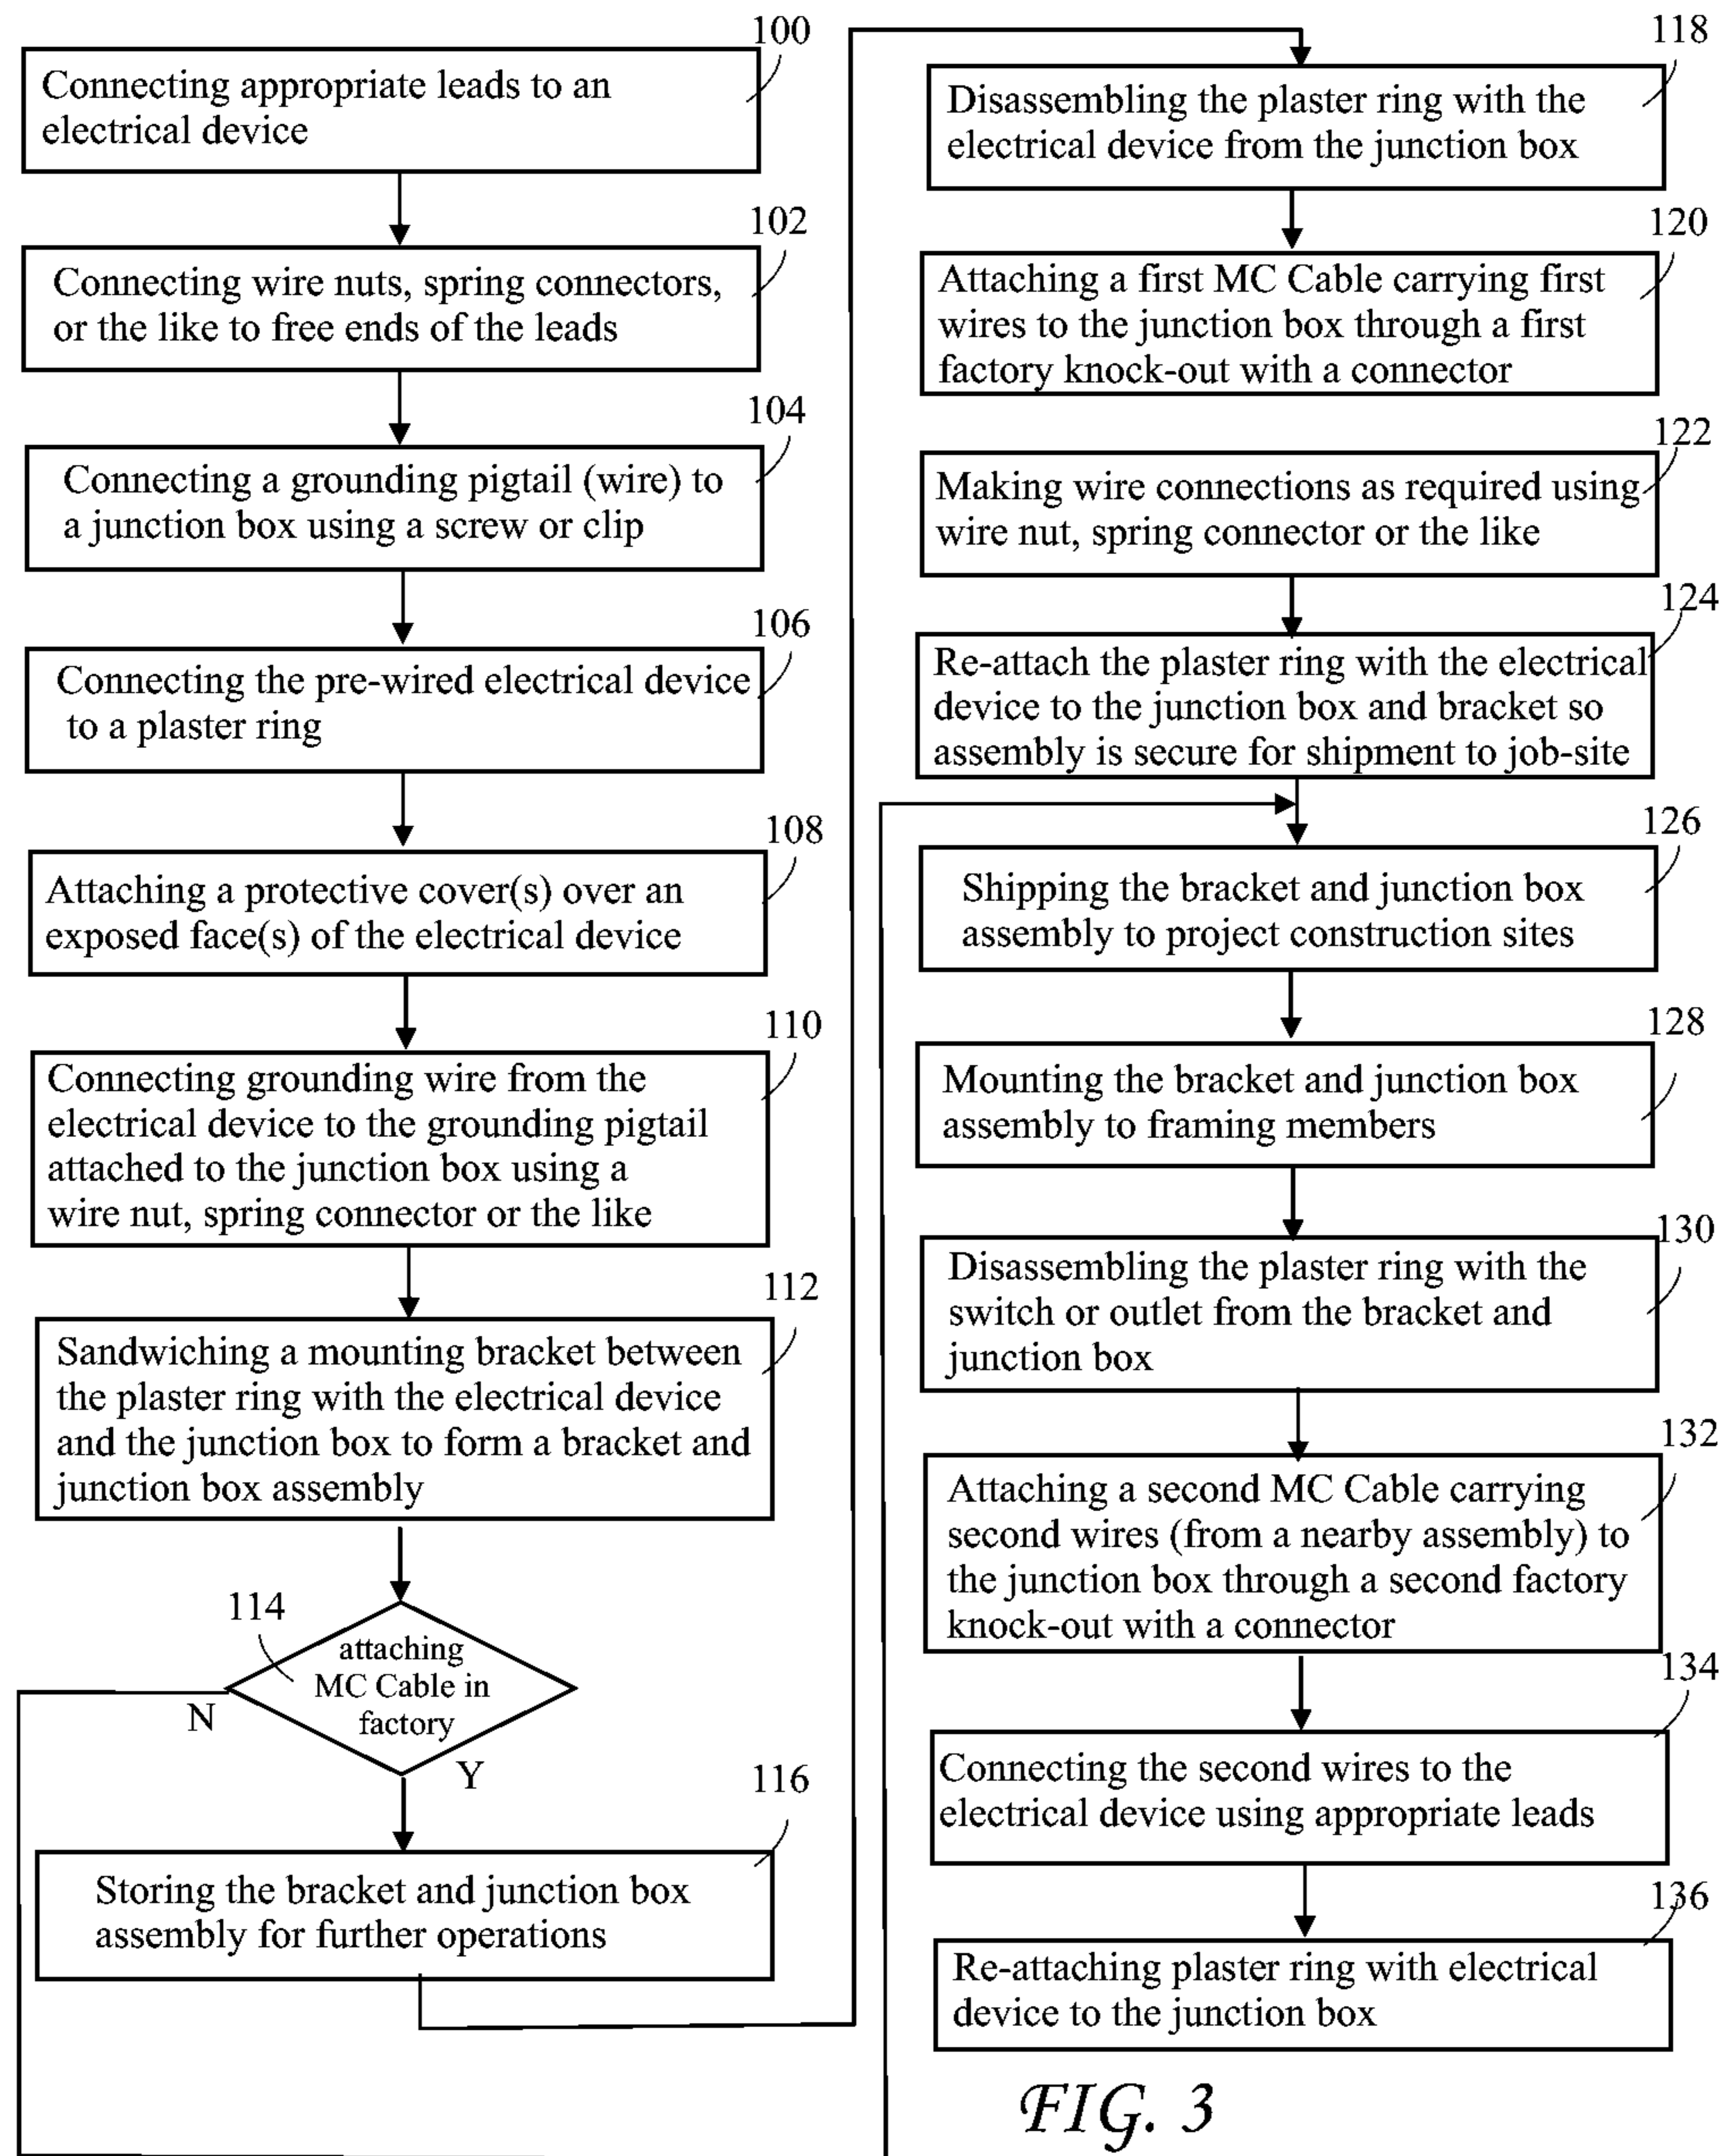 100
Connecting appropriate leads to an
electrical device
102
Connecting wire nuts, spring connectors,
or the like to free ends of the leads
104
Connecting a grounding pigtail (wire) to
a junction box using a screw or clip
106
Connecting the pre-wired electrical device
to a plaster ring
108
Attaching a protective cover(s) over an
exposed face(s) of the electrical device
110
Connecting grounding wire from the
electrical device to the grounding pigtail
attached to the junction box using a
wire nut, spring connector or the like
112
Sandwiching a mounting bracket between
the plaster ring with the electrical device
and the junction box to form a bracket and
junction box assembly
114
attaching
MC Cable in
factory
N
Y
116
Storing the bracket and junction box
assembly for further operations
118
Disassembling the plaster ring with the
electrical device from the junction box
120
Attaching a first MC Cable carrying first
wires to the junction box through a first
factory knock-out with a connector
122
Making wire connections as required using
wire nut, spring connector or the like
124
Re-attach the plaster ring with the electrical
device to the junction box and bracket so
assembly is secure for shipment to job-site
126
Shipping the bracket and junction box
assembly to project construction sites
128
Mounting the bracket and junction box
assembly to framing members
130
Disassembling the plaster ring with the
switch or outlet from the bracket and
junction box
132
Attaching a second MC Cable carrying
second wires (from a nearby assembly) to
the junction box through a second factory
knock-out with a connector
134
Connecting the second wires to the
electrical device using appropriate leads
136
Re-attaching plaster ring with electrical
device to the junction box
FIG. 3